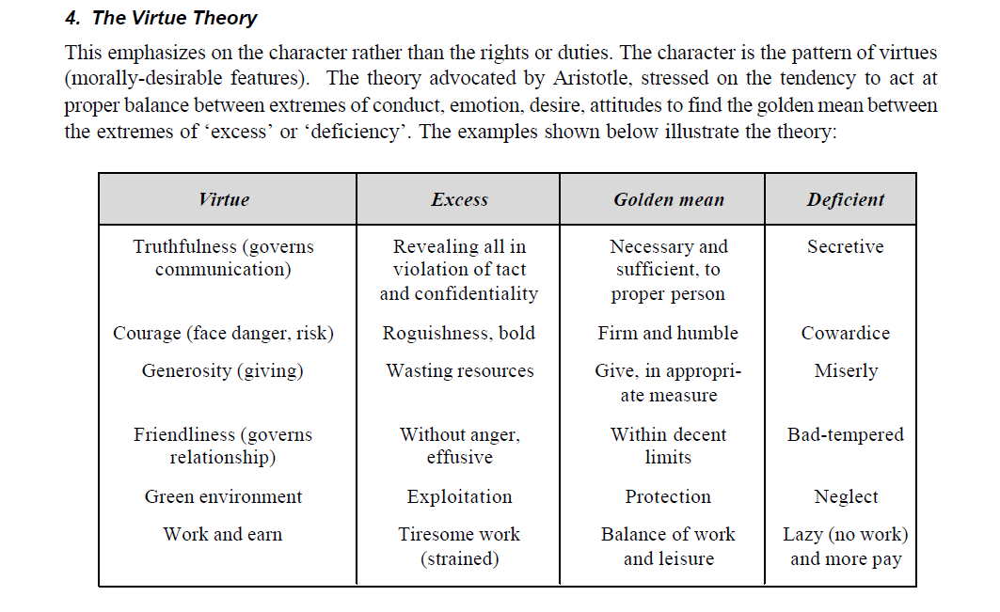 4. The Virtue Theory
This emphasizes on the character rather than the rights or duties. The character is the pattern of virtues
(morally-desirable features). The theory advocated by Aristotle, stressed on the tendency to act at
proper balance between extremes of conduct, emotion, desire, attitudes to find the golden mean between
the extremes of ‘excess’ or ‘deficiency’. The examples shown below illustrate the theory:
Virtue Excess Golden mean Deficient
Truthfulness (governs Revealing all in Necessary and Secretive
communication) violation of tact sufficient, to
and confidentiality proper person
Courage (face danger, risk) Roguishness, bold Firm and humble Cowardice
Generosity (giving) Wasting resources Give, in appropri- Miserly
ate measure
Friendliness (governs Without anger, Within decent Bad-tempered
relationship) effusive limits
Green environment Exploitation Protection Neglect
Work and earn Tiresome work Balance of work Lazy (no work)
(strained) and leisure and more pay